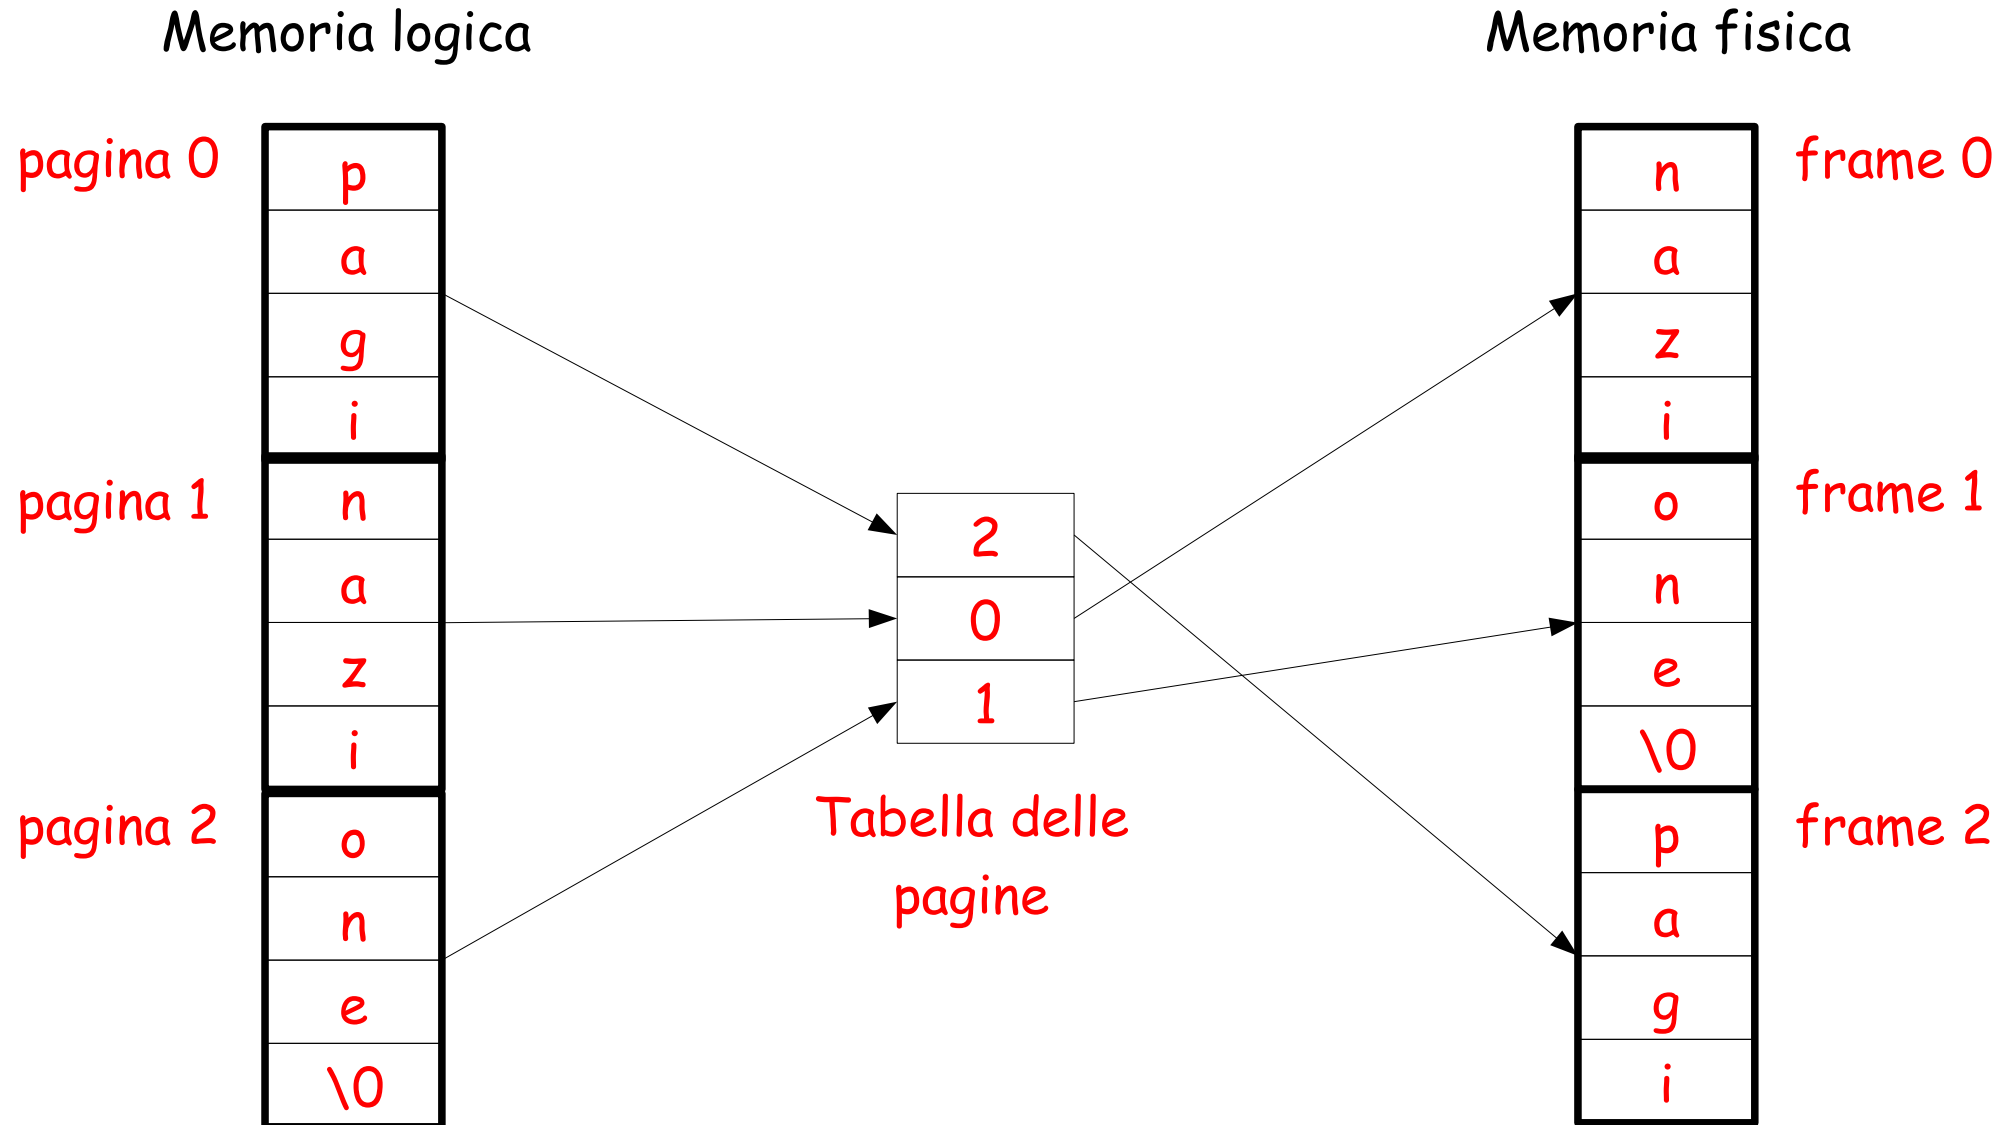 Memoria logica
Memoria fisica
pagina 0
p
a
g
i
pagina 1
n
a
z
i
pagina 2
o
n
e
\0
2
0
1
Tabella delle
pagine
n
a
z
i
frame 0
o
n
e
\0
frame 1
p
a
g
i
frame 2